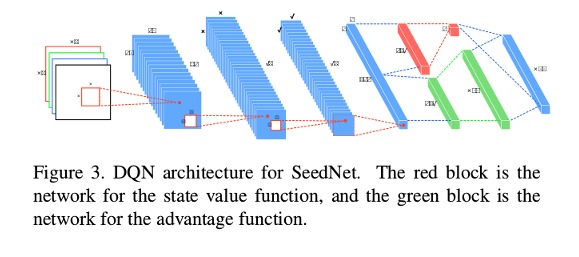 Figure 3. DQN architecture for SeedNet. The red block is the
network for the state value function, and the green block is the
network for the advantage function.